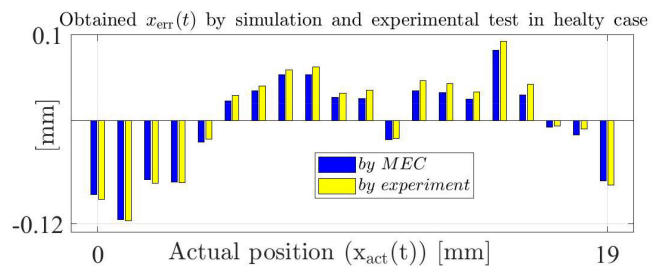 Obtained x_err(t) by simulation and experimental test in healty case
0.1
[mm]
by MEC
by experiment
-0.12
0
Actual position (x_act(t)) [mm]
19